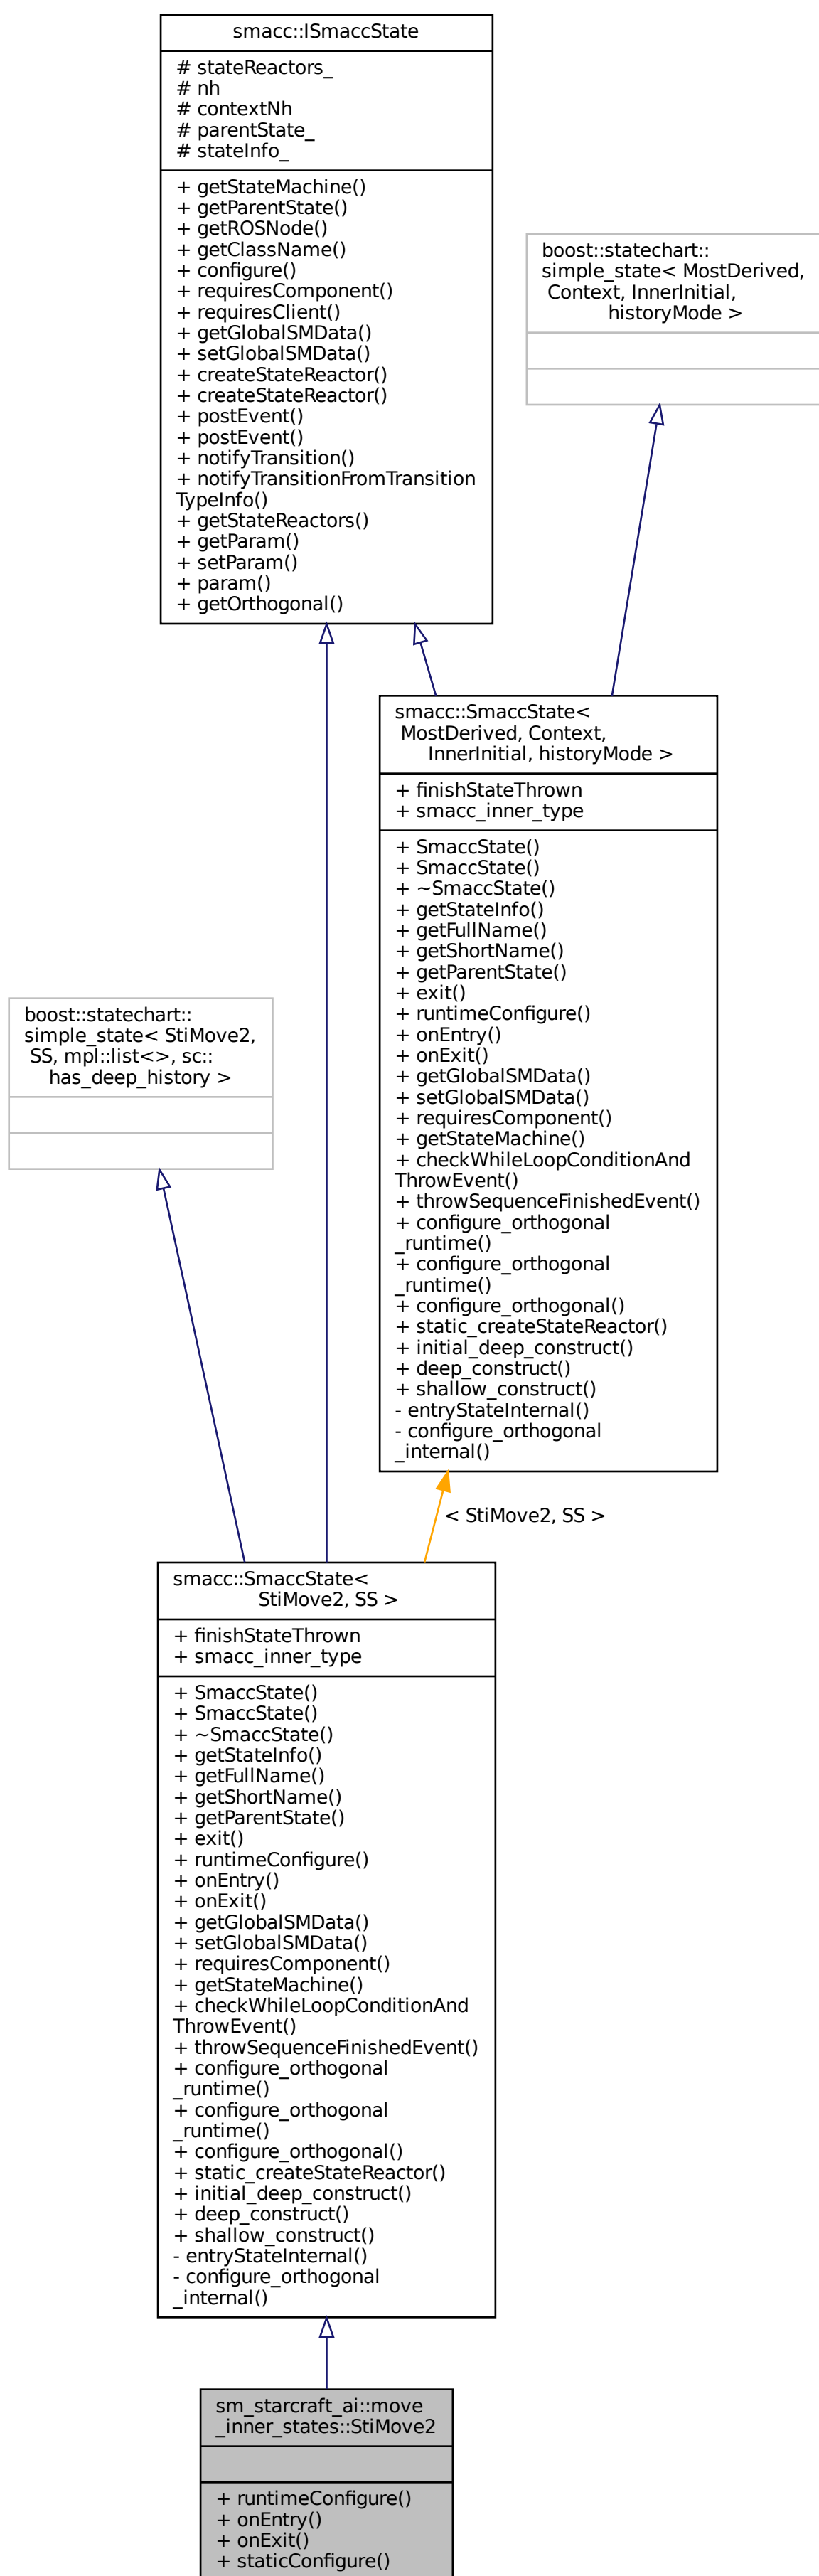 smacc::ISmaccState
# stateReactors_
# nh
# contextNh
# parentState_
# stateInfo_
+ getStateMachine()
+ getParentState()
+ getROSNode()
+ getClassName()
+ configure()
+ requiresComponent()
+ requiresClient()
+ getGlobalSMData()
+ setGlobalSMData()
+ createStateReactor()
+ createStateReactor()
+ postEvent()
+ postEvent()
+ notifyTransition()
+ notifyTransitionFromTransition
TypeInfo()
+ getStateReactors()
+ getParam()
+ setParam()
+ param()
+ getOrthogonal()
boost::statechart::
simple_state< MostDerived,
Context, InnerInitial,
historyMode >
smacc::SmaccState<
MostDerived, Context,
InnerInitial, historyMode >
+ finishStateThrown
+ smacc_inner_type
+ SmaccState()
+ SmaccState()
+ ~SmaccState()
+ getStateInfo()
+ getFullName()
+ getShortName()
+ getParentState()
+ exit()
+ runtimeConfigure()
+ onEntry()
+ onExit()
+ getGlobalSMData()
+ setGlobalSMData()
+ requiresComponent()
+ getStateMachine()
+ checkWhileLoopConditionAnd
ThrowEvent()
+ throwSequenceFinishedEvent()
+ configure_orthogonal
_runtime()
+ configure_orthogonal
_runtime()
+ configure_orthogonal()
+ static_createStateReactor()
+ initial_deep_construct()
+ deep_construct()
+ shallow_construct()
- entryStateInternal()
- configure_orthogonal
_internal()
boost::statechart::
simple_state< StiMove2,
SS, mpl::list<>, sc::
has_deep_history >
< StiMove2, SS >
smacc::SmaccState<
StiMove2, SS >
+ finishStateThrown
+ smacc_inner_type
+ SmaccState()
+ SmaccState()
+ ~SmaccState()
+ getStateInfo()
+ getFullName()
+ getShortName()
+ getParentState()
+ exit()
+ runtimeConfigure()
+ onEntry()
+ onExit()
+ getGlobalSMData()
+ setGlobalSMData()
+ requiresComponent()
+ getStateMachine()
+ checkWhileLoopConditionAnd
ThrowEvent()
+ throwSequenceFinishedEvent()
+ configure_orthogonal
_runtime()
+ configure_orthogonal
_runtime()
+ configure_orthogonal()
+ static_createStateReactor()
+ initial_deep_construct()
+ deep_construct()
+ shallow_construct()
- entryStateInternal()
- configure_orthogonal
_internal()
sm_starcraft_ai::move
_inner_states::StiMove2
+ runtimeConfigure()
+ onEntry()
+ onExit()
+ staticConfigure()